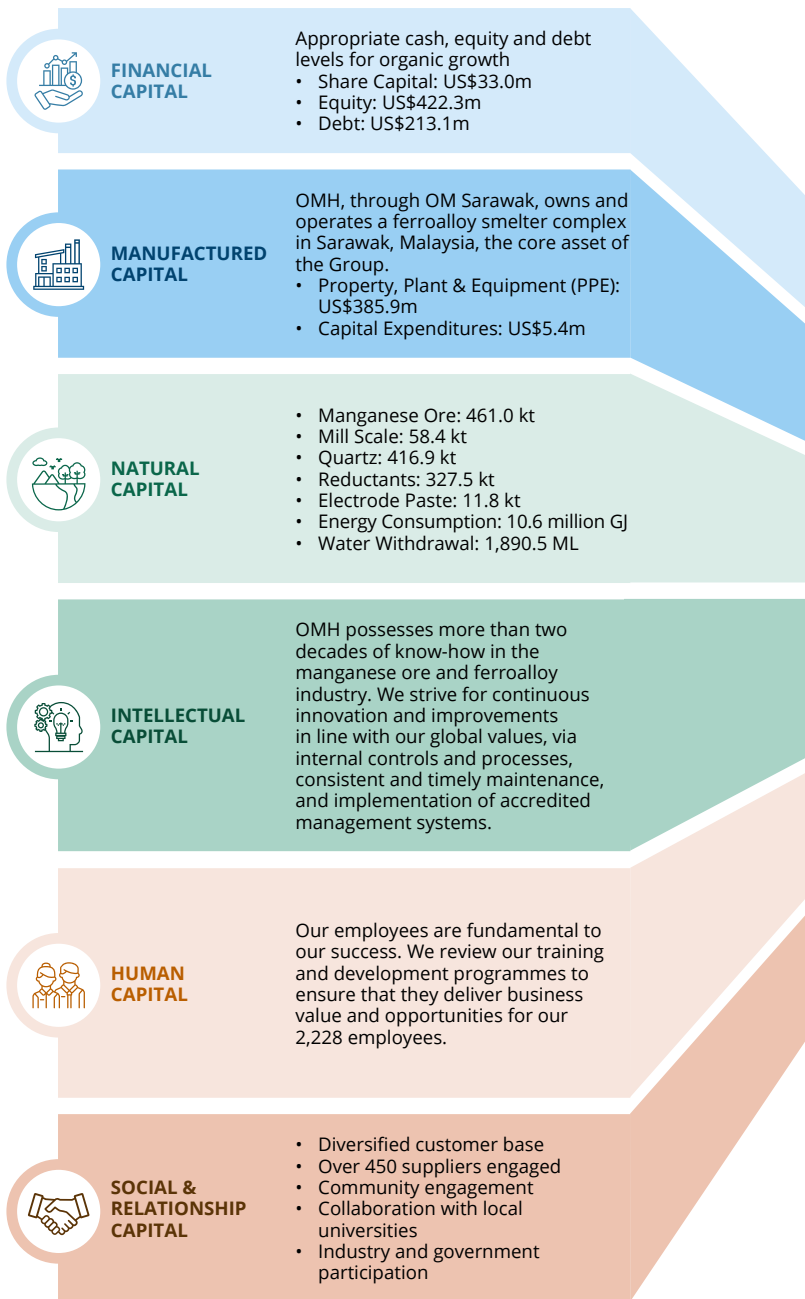 FINANCIAL
CAPITAL
Appropriate cash, equity and debt
levels for organic growth
• Share Capital: US$33.0m
• Equity: US$422.3m
• Debt: US$213.1m
MANUFACTURED
CAPITAL
OMH, through OM Sarawak, owns and
operates a ferroalloy smelter complex
in Sarawak, Malaysia, the core asset of
the Group.
• Property, Plant & Equipment (PPE):
US$385.9m
• Capital Expenditures: US$5.4m
NATURAL
CAPITAL
• Manganese Ore: 461.0 kt
• Mill Scale: 58.4 kt
• Quartz: 416.9 kt
• Reductants: 327.5 kt
• Electrode Paste: 11.8 kt
• Energy Consumption: 10.6 million GJ
• Water Withdrawal: 1,890.5 ML
INTELLECTUAL
CAPITAL
OMH possesses more than two
decades of know-how in the
manganese ore and ferroalloy
industry. We strive for continuous
innovation and improvements
in line with our global values, via
internal controls and processes,
consistent and timely maintenance,
and implementation of accredited
management systems.
HUMAN
CAPITAL
Our employees are fundamental to
our success. We review our training
and development programmes to
ensure that they deliver business
value and opportunities for our
2,228 employees.
SOCIAL &
RELATIONSHIP
CAPITAL
• Diversified customer base
• Over 450 suppliers engaged
• Community engagement
• Collaboration with local
universities
• Industry and government
participation